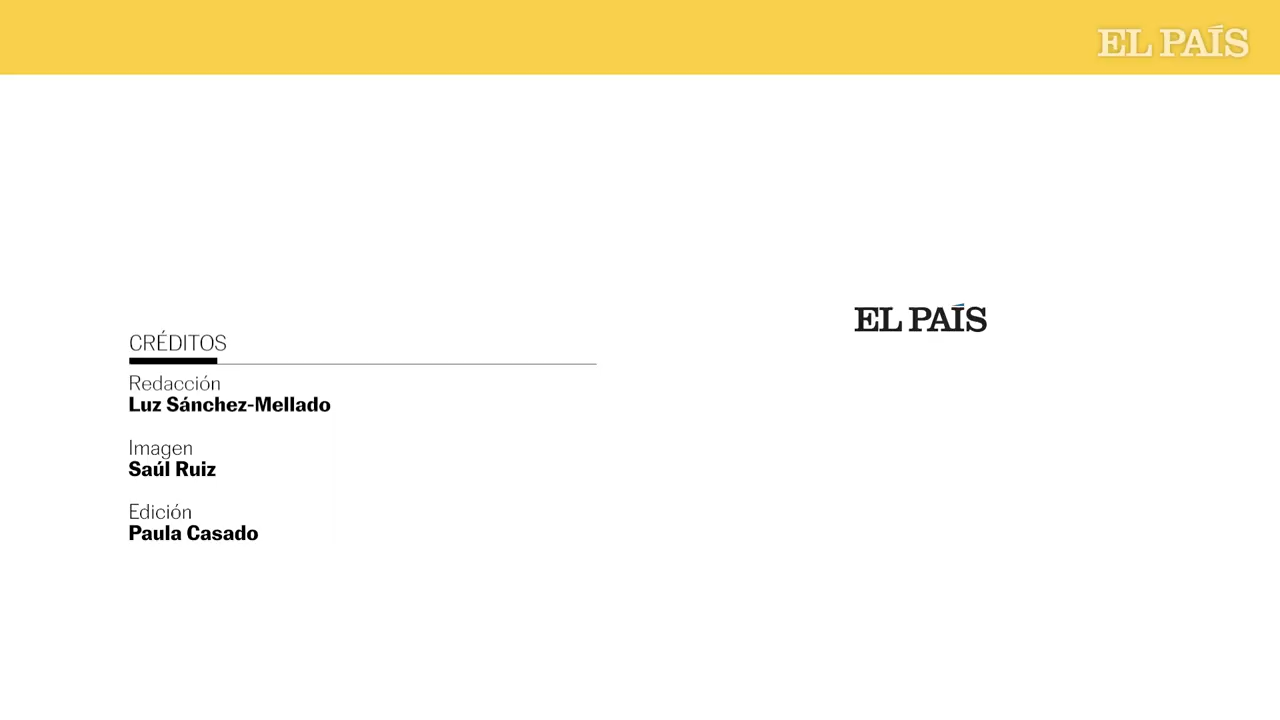 EL PAÍS
EL PAÍS
CRÉDITOS
Redacción
Luz Sánchez-Mellado
Imagen
Saúl Ruiz
Edición
Paula Casado